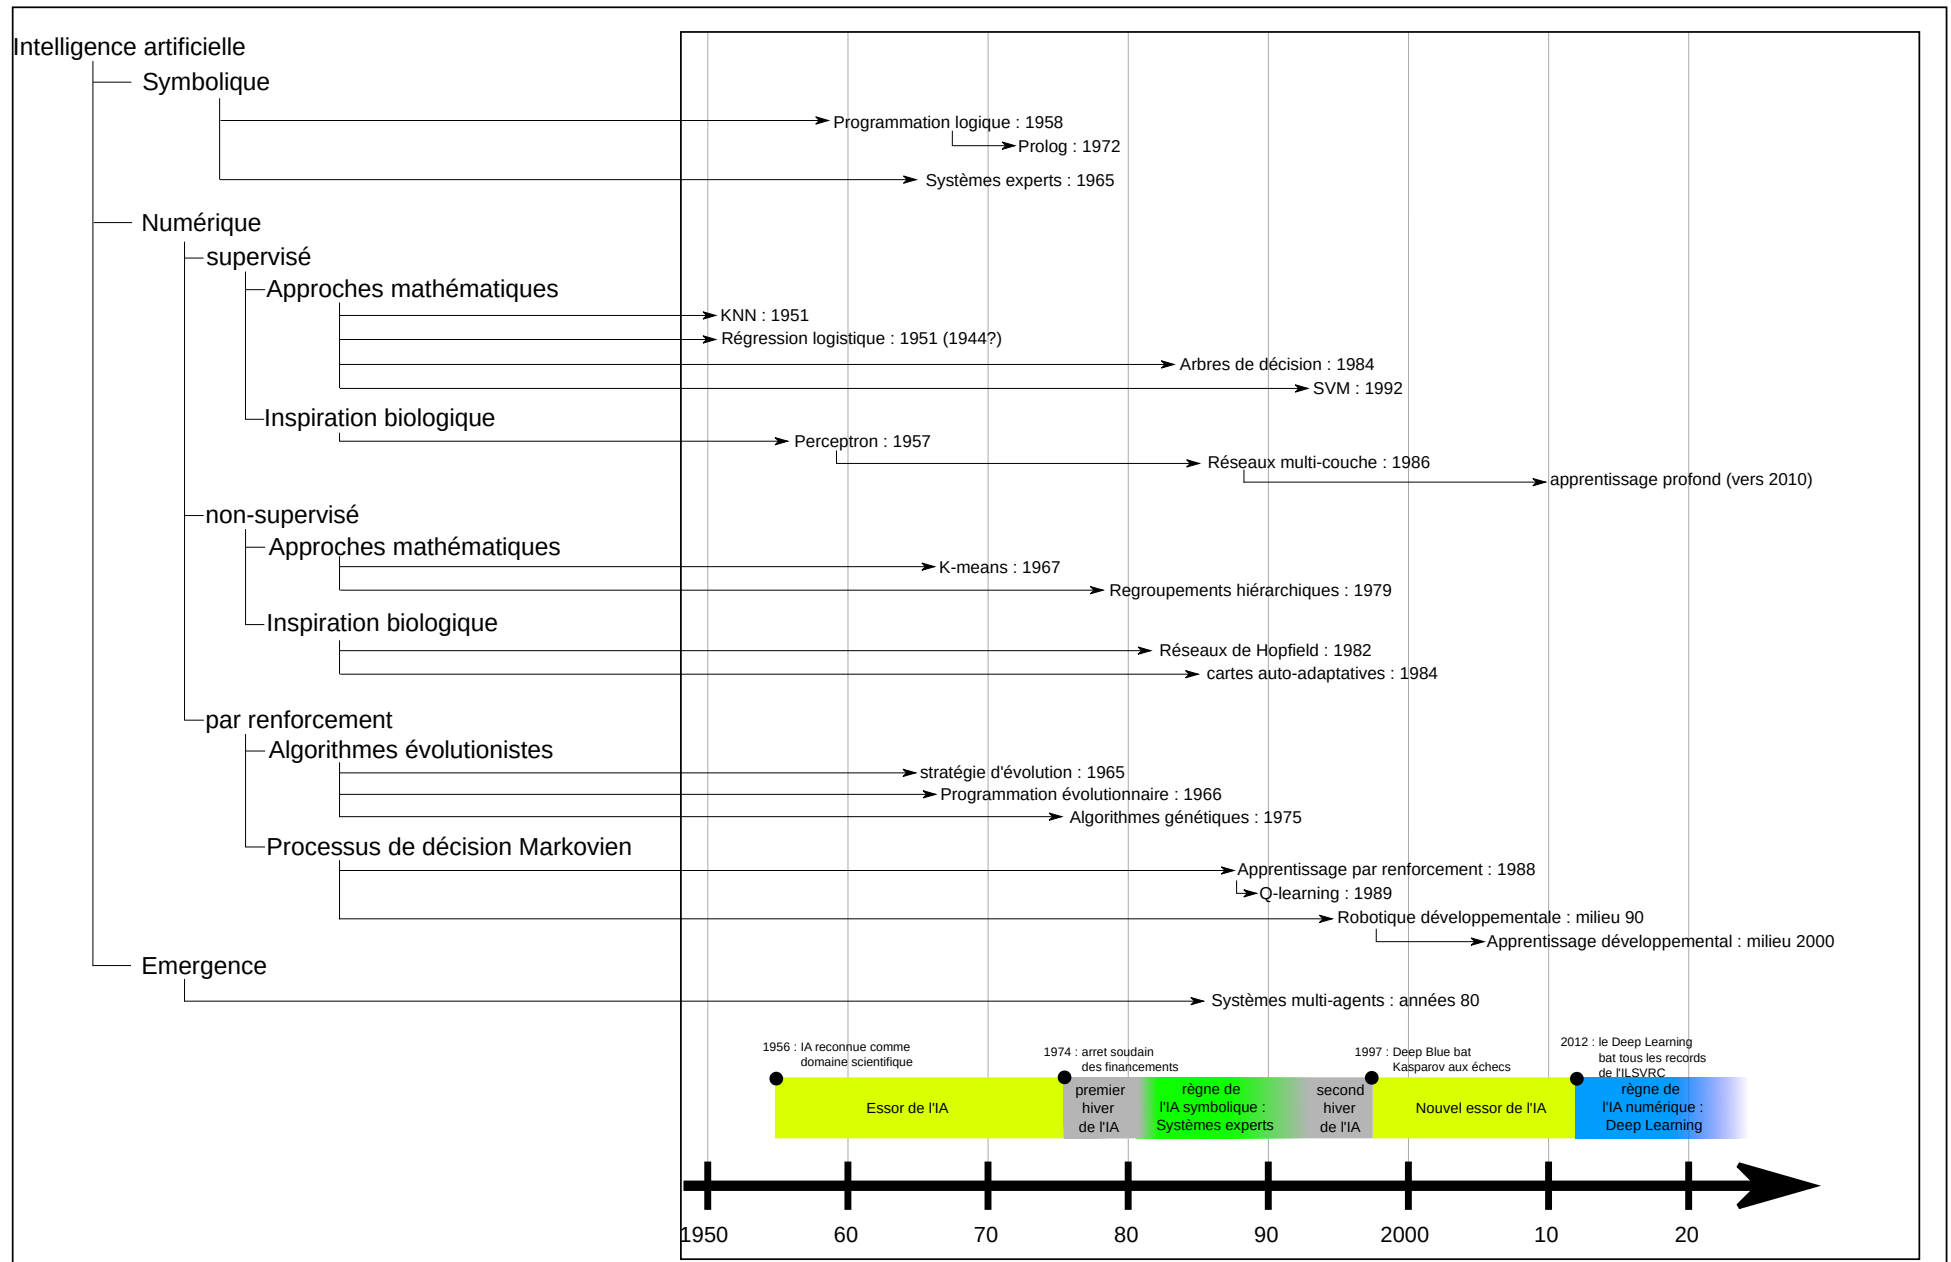 Intelligence artificielle
Symbolique
Programmation logique : 1958
Prolog : 1972
Systèmes experts : 1965
Numérique
supervisé
Approches mathématiques
KNN : 1951
Régression logistique : 1951 (1944?)
Arbres de décision : 1984
SVM : 1992
Inspiration biologique
Perceptron : 1957
Réseaux multi-couche : 1986
apprentissage profond (vers 2010)
non-supervisé
Approches mathématiques
K-means : 1967
Regroupements hiérarchiques : 1979
Inspiration biologique
Réseaux de Hopfield : 1982
cartes auto-adaptatives : 1984
par renforcement
Algorithmes évolutionistes
stratégie d'évolution : 1965
Programmation évolutionnaire : 1966
Algorithmes génétiques : 1975
Processus de décision Markovien
Apprentissage par renforcement : 1988
Q-learning : 1989
Robotique développementale : milieu 90
Apprentissage développemental : milieu 2000
Emergence
Systèmes multi-agents : années 80
1956 : IA reconnue comme
domaine scientifique
1974 : arret soudain
des financements
1997 : Deep Blue bat
Kasparov aux échecs
2012 : le Deep Learning
bat tous les records
de l'ILSVRC
Essor de l'IA
premier
hiver
de l'IA
règne de
l'IA symbolique :
Systèmes experts
second
hiver
de l'IA
Nouvel essor de l'IA
règne de
l'IA numérique :
Deep Learning
1950
60
70
80
90
2000
10
20